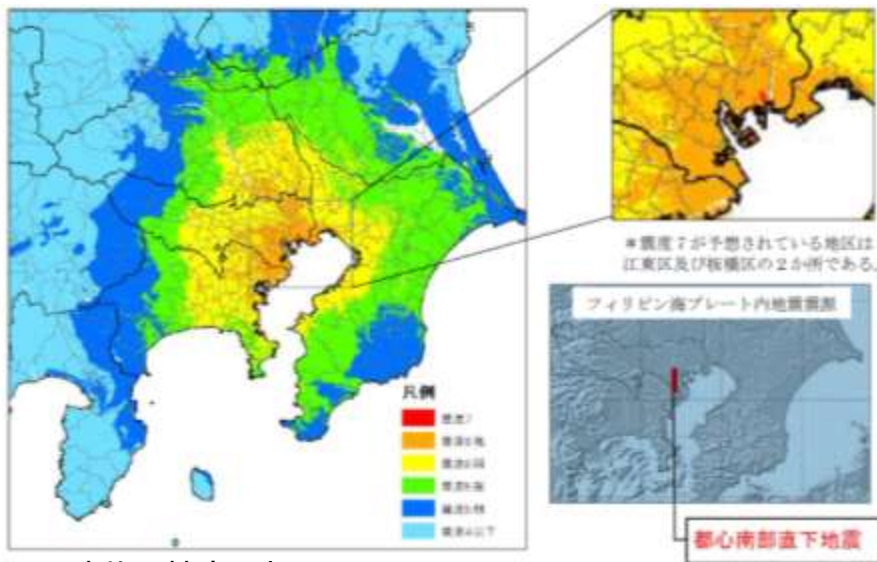 *震度7が予想されている地区は
江東区及び板橋区の2か所である。
フィリピン海プレート内地震震源
凡例
震度7
震度6強
震度6弱
震度5強
震度5弱
震度4以下
都心南部直下地震